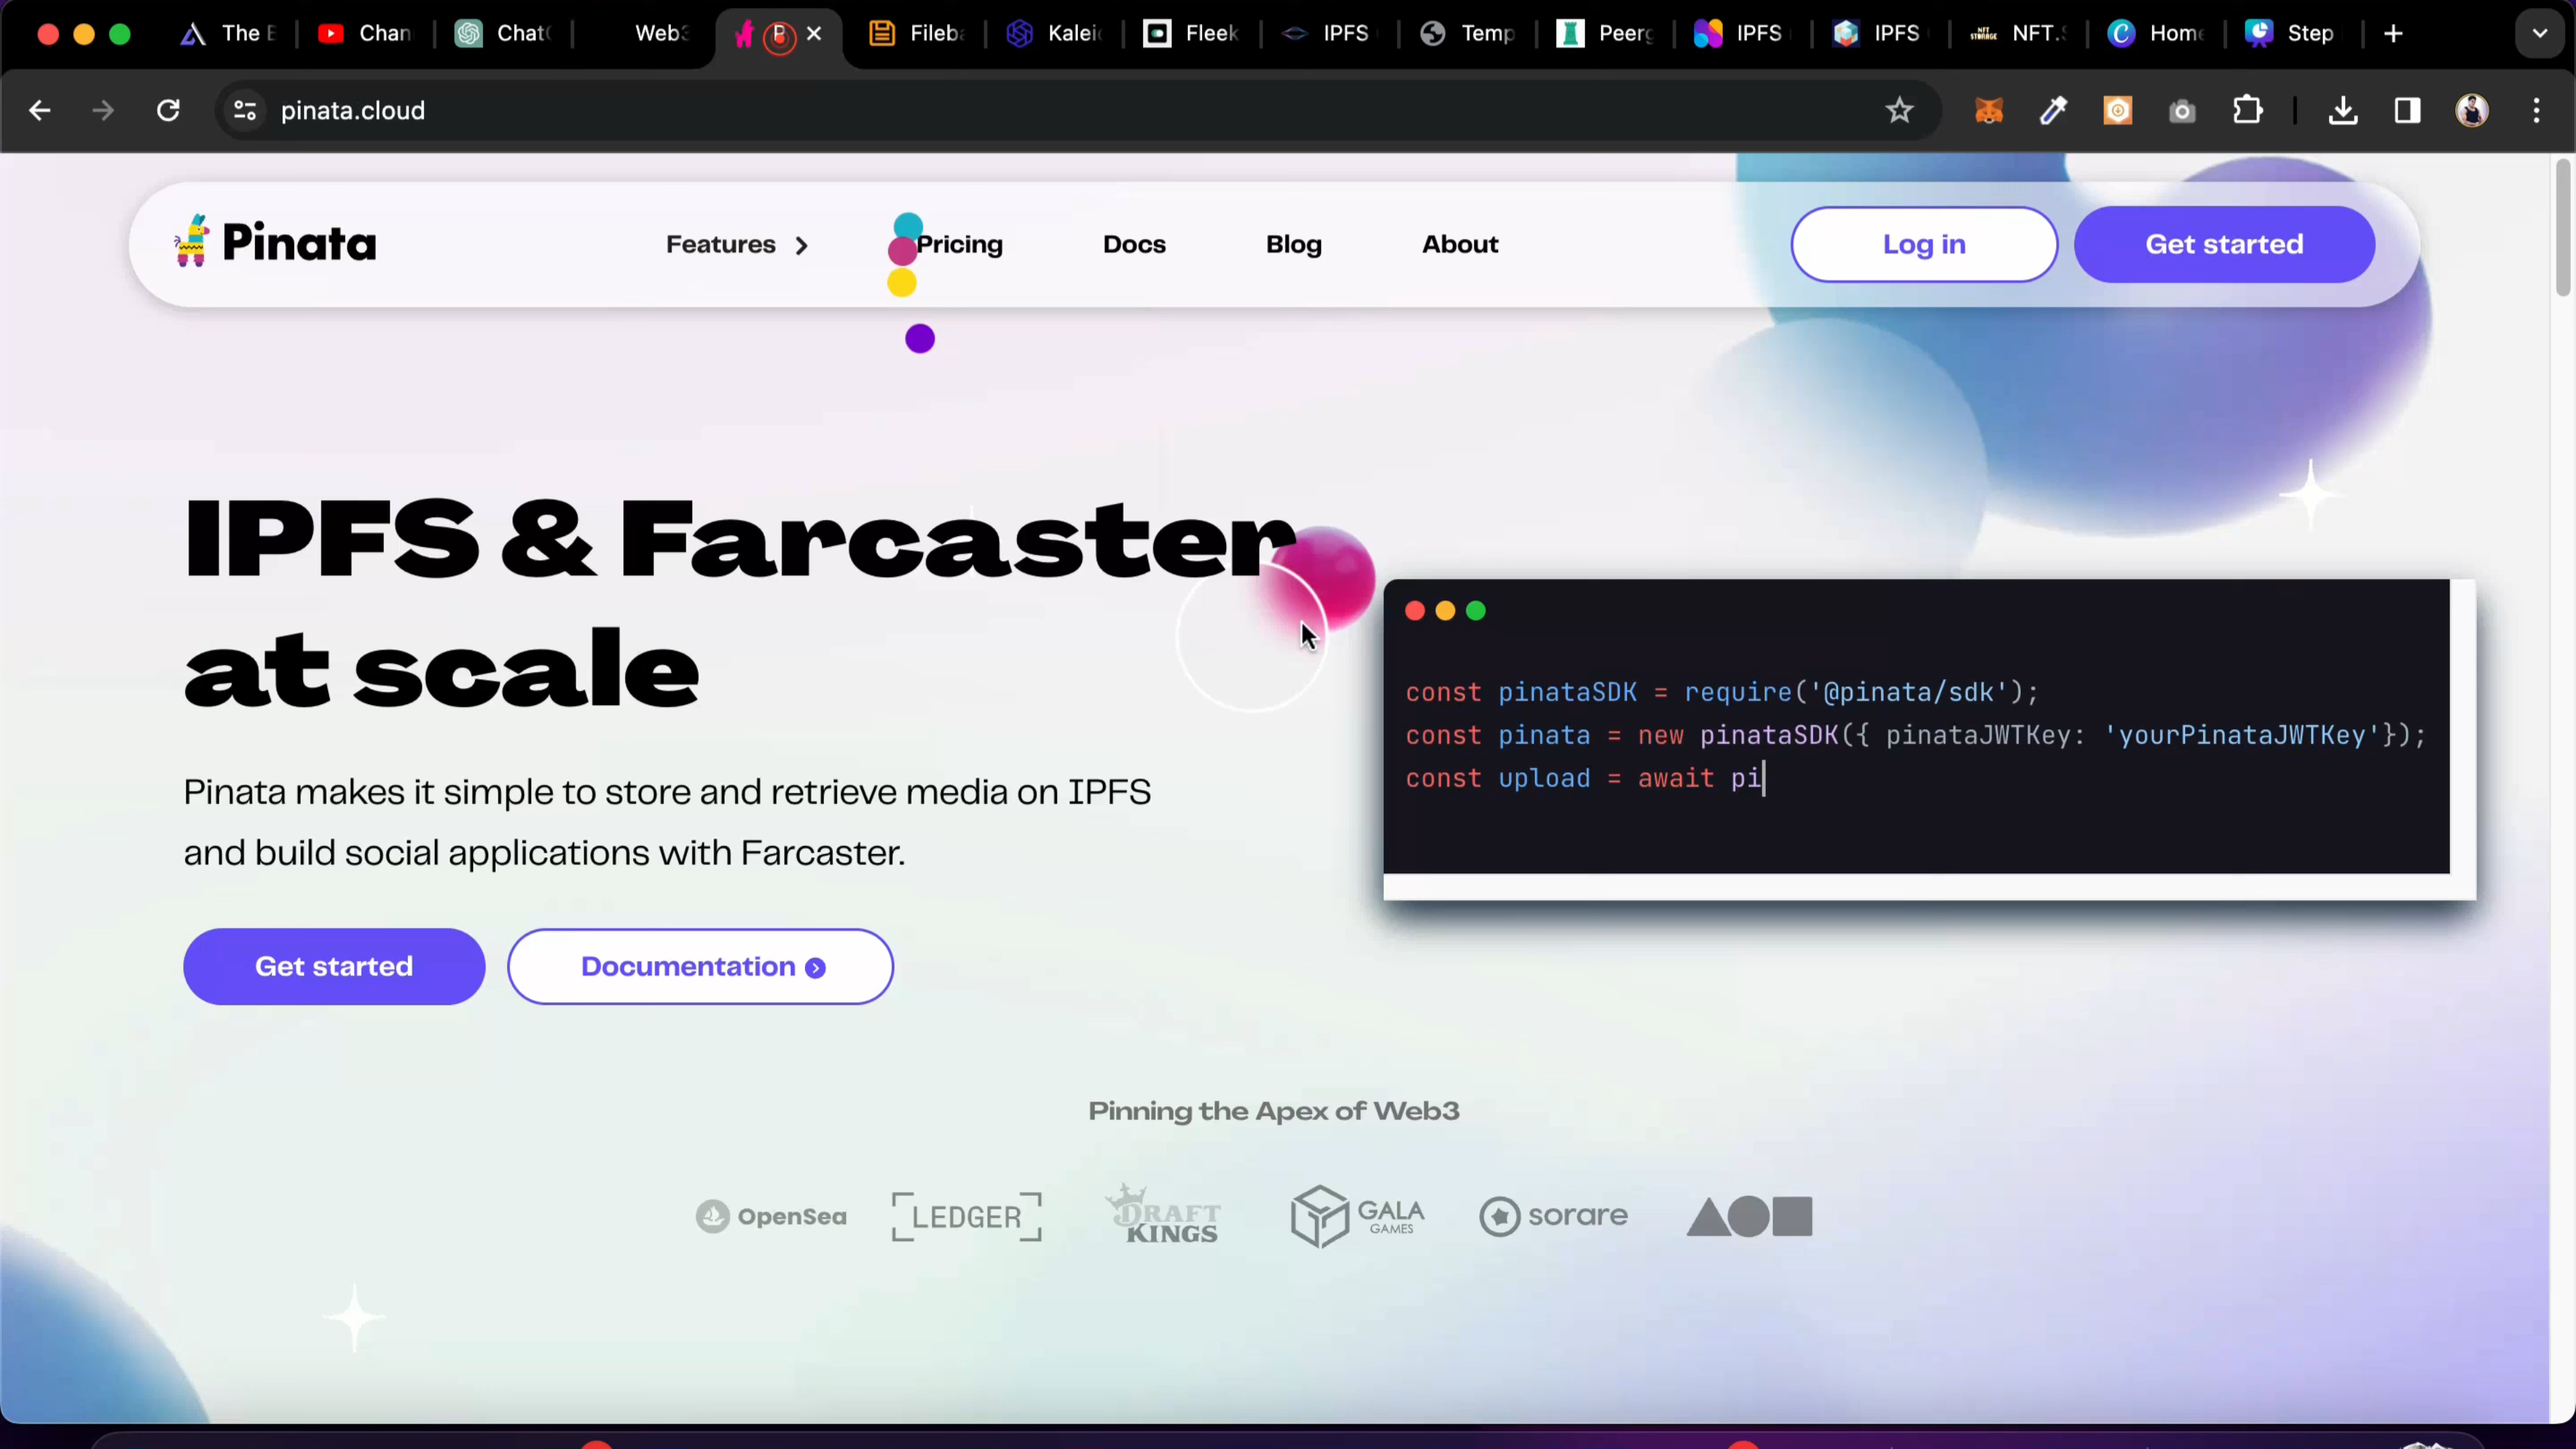 The E
Chan
Chat
Web3
P
Fileba
Kalei
Fleek
IPFS
Temp
Peerg
IPFS
IPFS
NFT.S
Home
Step
pinata.cloud
Pinata
Features
Pricing
Docs
Blog
About
Log in
Get started
IPFS & Farcaster
at scale
Pinata makes it simple to store and retrieve media on IPFS
and build social applications with Farcaster.
Get started
Documentation
const pinataSDK = require('@pinata/sdk');
const pinata = new pinataSDK({ pinataJWTKey: 'yourPinataJWTKey'});
const upload = await pi
Pinning the Apex of Web3
OpenSea
LEDGER
DRAFT
KINGS
GALA
GAMES
sorare